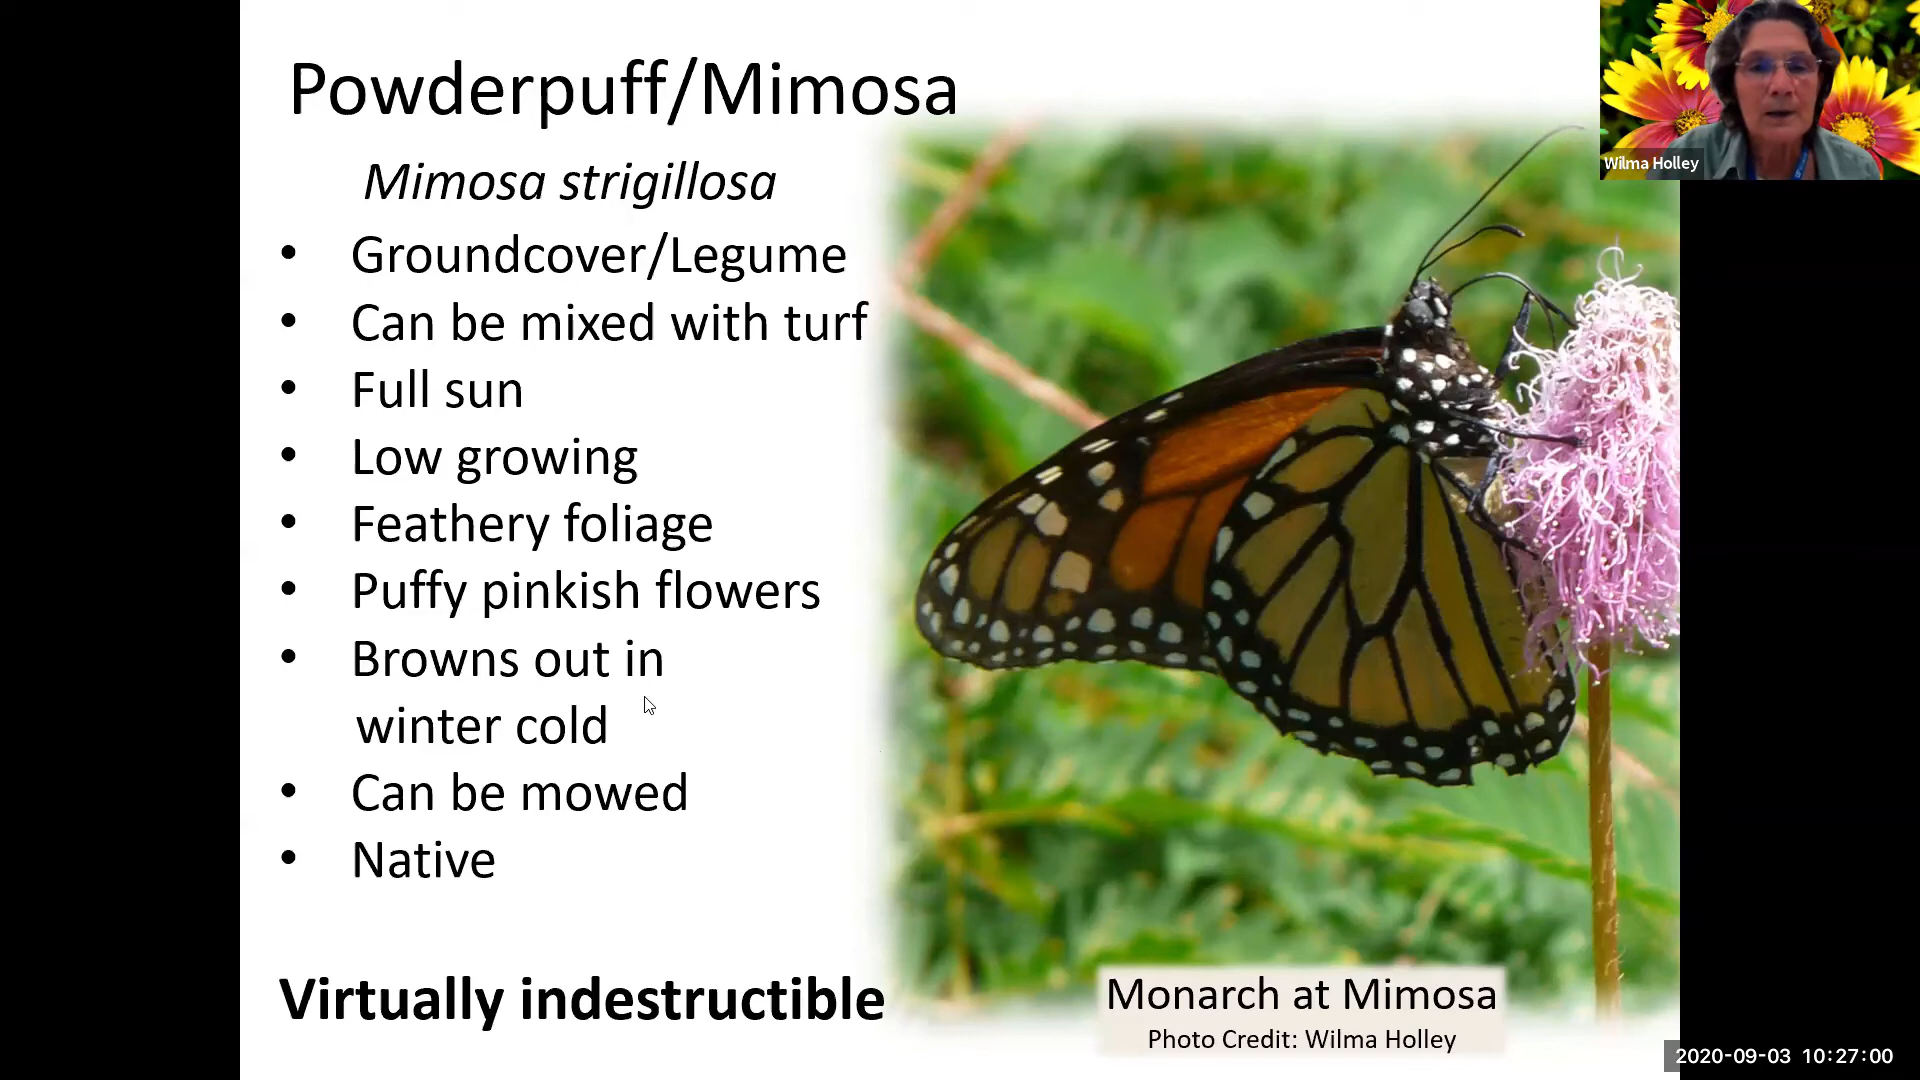 Powderpuff/Mimosa
Mimosa strigillosa
• Groundcover/Legume
• Can be mixed with turf
• Full sun
• Low growing
• Feathery foliage
• Puffy pinkish flowers
• Browns out in
winter cold
• Can be mowed
• Native
Virtually indestructible
Monarch at Mimosa
Photo Credit: Wilma Holley
Wilma Holley
2020-09-03 10:27:00